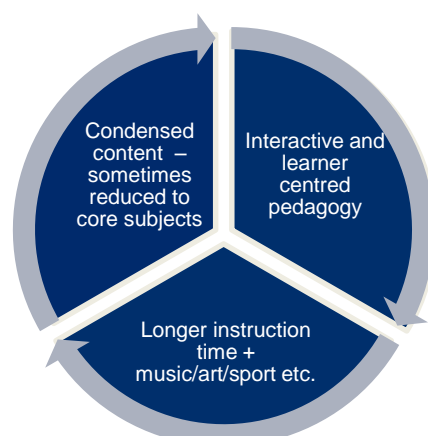 Condensed
content –
sometimes
reduced to
core subjects
Interactive and
learner
centred
pedagogy
Longer instruction
time +
music/art/sport etc.